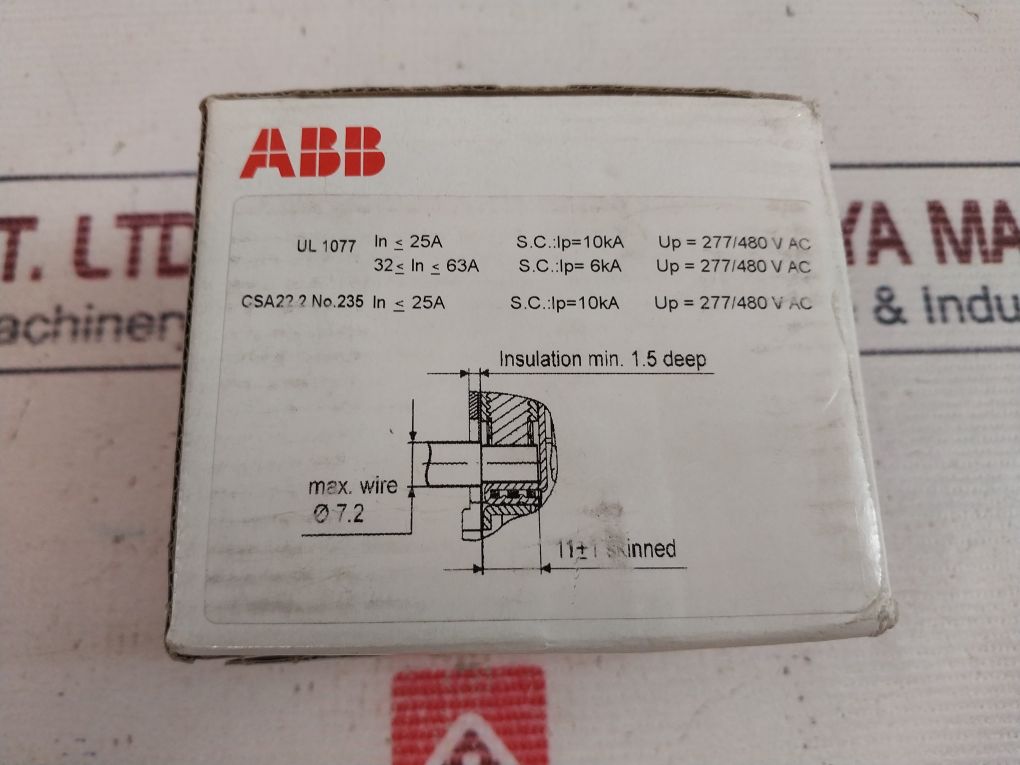 ABB
UL 1077 In ≤ 25A S.C.:Ip=10kA Up = 277/480 V AC
32≤ In ≤ 63A S.C.:Ip= 6kA Up = 277/480 V AC
CSA22.2 No.235 In ≤ 25A S.C.:Ip=10kA Up = 277/480 V AC
Insulation min. 1.5 deep
max. wire
Ø 7.2
11±1 skinned
T. LTD
YA MA
achinery
& Indu